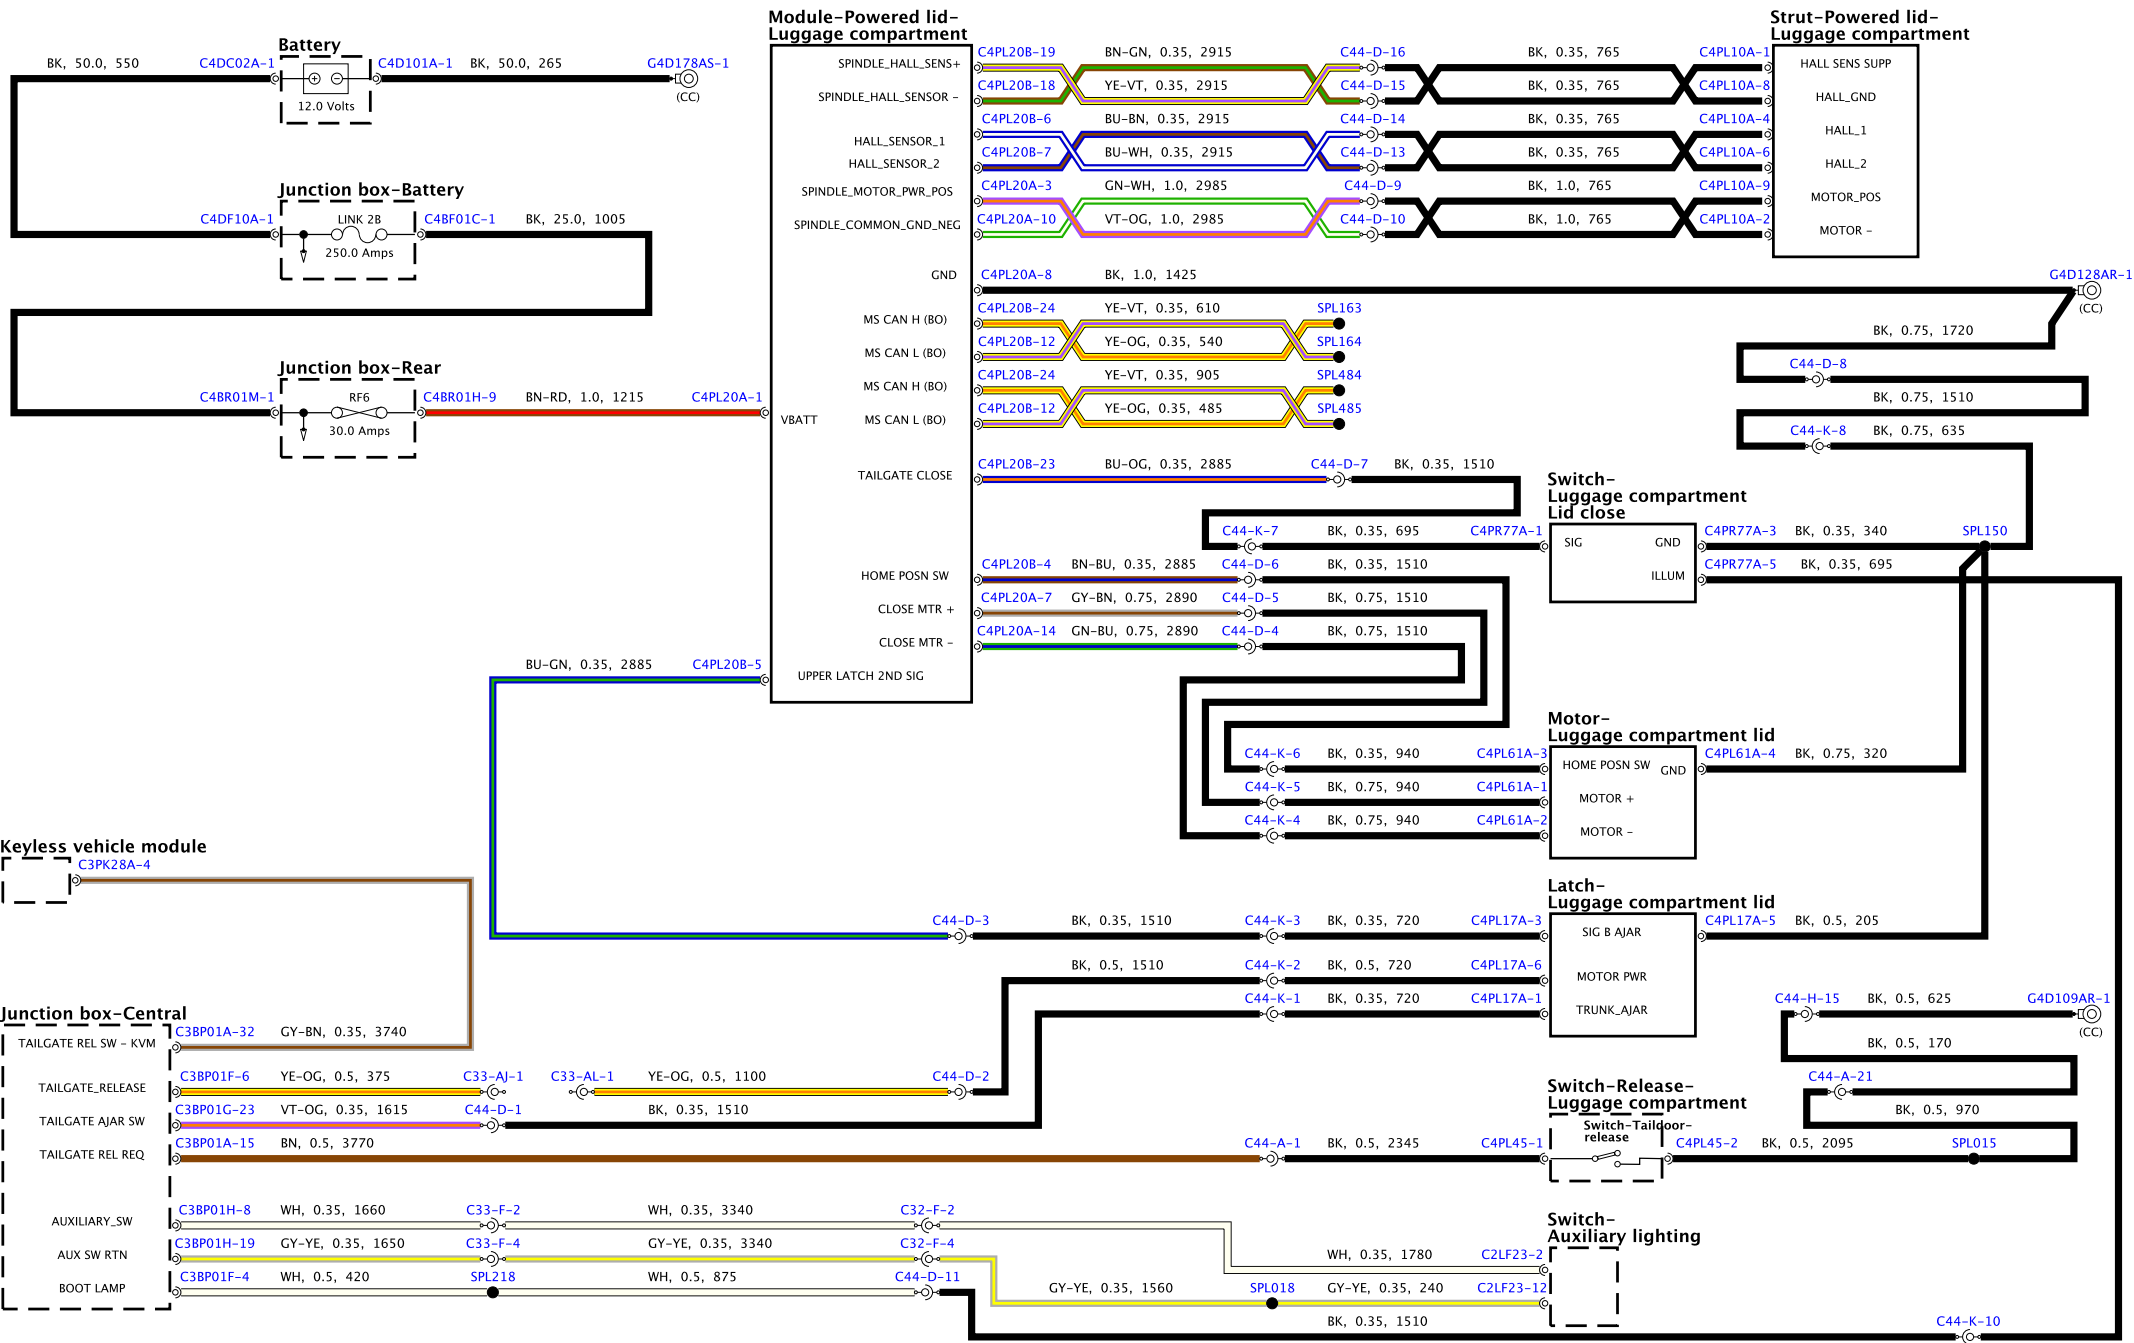 Module-Powered lid-
Luggage compartment
Strut-Powered lid-
Luggage compartment
Battery
BK, 50.0, 550
C4DC02A-1
C4D101A-1
BK, 50.0, 265
G4D178AS-1
12.0 Volts
(CC)
SPINDLE_HALL_SENS+
C4PL20B-19
BN-GN, 0.35, 2915
C44-D-16
BK, 0.35, 765
C4PL10A-1
HALL SENS SUPP
SPINDLE_HALL_SENSOR -
C4PL20B-18
YE-VT, 0.35, 2915
C44-D-15
BK, 0.35, 765
C4PL10A-8
HALL_GND
HALL_SENSOR_1
C4PL20B-6
BU-BN, 0.35, 2915
C44-D-14
BK, 0.35, 765
C4PL10A-4
HALL_1
HALL_SENSOR_2
C4PL20B-7
BU-WH, 0.35, 2915
C44-D-13
BK, 0.35, 765
C4PL10A-6
HALL_2
SPINDLE_MOTOR_PWR_POS
C4PL20A-3
GN-WH, 1.0, 2985
C44-D-9
BK, 1.0, 765
C4PL10A-9
MOTOR_POS
SPINDLE_COMMON_GND_NEG
C4PL20A-10
VT-OG, 1.0, 2985
C44-D-10
BK, 1.0, 765
C4PL10A-2
MOTOR -
Junction box-Battery
C4DF10A-1
LINK 2B
250.0 Amps
C4BF01C-1
BK, 25.0, 1005
GND
C4PL20A-8
BK, 1.0, 1425
G4D128AR-1
(CC)
MS CAN H (BO)
C4PL20B-24
YE-VT, 0.35, 610
SPL163
MS CAN L (BO)
C4PL20B-12
YE-OG, 0.35, 540
SPL164
MS CAN H (BO)
C4PL20B-24
YE-VT, 0.35, 905
SPL484
MS CAN L (BO)
C4PL20B-12
YE-OG, 0.35, 485
SPL485
BK, 0.75, 1720
C44-D-8
BK, 0.75, 1510
C44-K-8
BK, 0.75, 635
Junction box-Rear
C4BR01M-1
RF6
30.0 Amps
C4BR01H-9
BN-RD, 1.0, 1215
C4PL20A-1
VBATT
TAILGATE CLOSE
C4PL20B-23
BU-OG, 0.35, 2885
C44-D-7
BK, 0.35, 1510
Switch-
Luggage compartment
Lid close
C44-K-7
BK, 0.35, 695
C4PR77A-1
SIG
GND
C4PR77A-3
BK, 0.35, 340
SPL150
ILLUM
C4PR77A-5
BK, 0.35, 695
HOME POSN SW
C4PL20B-4
BN-BU, 0.35, 2885
C44-D-6
BK, 0.35, 1510
CLOSE MTR +
C4PL20A-7
GY-BN, 0.75, 2890
C44-D-5
BK, 0.75, 1510
CLOSE MTR -
C4PL20A-14
GN-BU, 0.75, 2890
C44-D-4
BK, 0.75, 1510
BU-GN, 0.35, 2885
C4PL20B-5
UPPER LATCH 2ND SIG
Motor-
Luggage compartment lid
C44-K-6
BK, 0.35, 940
C4PL61A-3
HOME POSN SW
GND
C4PL61A-4
BK, 0.75, 320
C44-K-5
BK, 0.75, 940
C4PL61A-1
MOTOR +
C44-K-4
BK, 0.75, 940
C4PL61A-2
MOTOR -
Keyless vehicle module
C3PK28A-4
Latch-
Luggage compartment lid
C44-D-3
BK, 0.35, 1510
C44-K-3
BK, 0.35, 720
C4PL17A-3
SIG B AJAR
C4PL17A-5
BK, 0.5, 205
BK, 0.5, 1510
C44-K-2
BK, 0.5, 720
C4PL17A-6
MOTOR PWR
C44-K-1
BK, 0.35, 720
C4PL17A-1
TRUNK_AJAR
C44-H-15
BK, 0.5, 625
G4D109AR-1
(CC)
BK, 0.5, 170
C44-A-21
BK, 0.5, 970
Junction box-Central
TAILGATE REL SW - KVM
C3BP01A-32
GY-BN, 0.35, 3740
TAILGATE_RELEASE
C3BP01F-6
YE-OG, 0.5, 375
C33-AJ-1
C33-AL-1
YE-OG, 0.5, 1100
C44-D-2
TAILGATE AJAR SW
C3BP01G-23
VT-OG, 0.35, 1615
C44-D-1
BK, 0.35, 1510
TAILGATE REL REQ
C3BP01A-15
BN, 0.5, 3770
C44-A-1
BK, 0.5, 2345
C4PL45-1
Switch-Release-
Luggage compartment
Switch-Taildoor-
release
C4PL45-2
BK, 0.5, 2095
SPL015
AUXILIARY_SW
C3BP01H-8
WH, 0.35, 1660
C33-F-2
WH, 0.35, 3340
C32-F-2
AUX SW RTN
C3BP01H-19
GY-YE, 0.35, 1650
C33-F-4
GY-YE, 0.35, 3340
C32-F-4
Switch-
Auxiliary lighting
WH, 0.35, 1780
C2LF23-2
BOOT LAMP
C3BP01F-4
WH, 0.5, 420
SPL218
WH, 0.5, 875
C44-D-11
GY-YE, 0.35, 1560
SPL018
GY-YE, 0.35, 240
C2LF23-12
BK, 0.35, 1510
C44-K-10